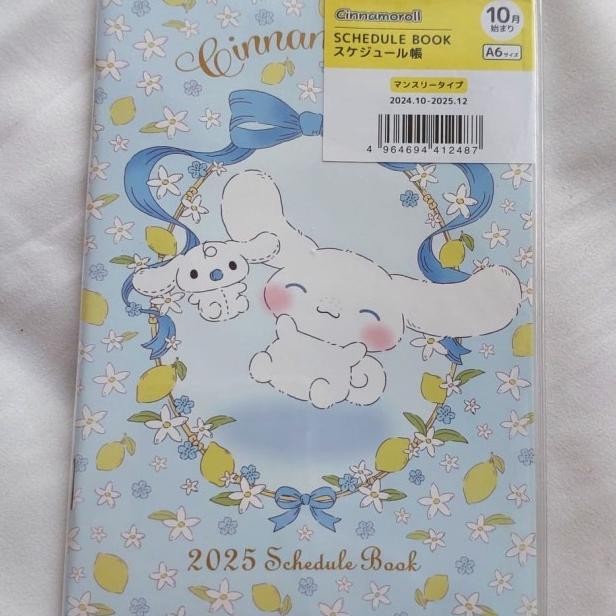 Cinnamoroll
SCHEDULE BOOK
スケジュール帳
10月
始まり
A6サイズ
マンスリータイプ
2024.10-2025.12
4 964694 412487
Cinnam
2025 Schedule Book